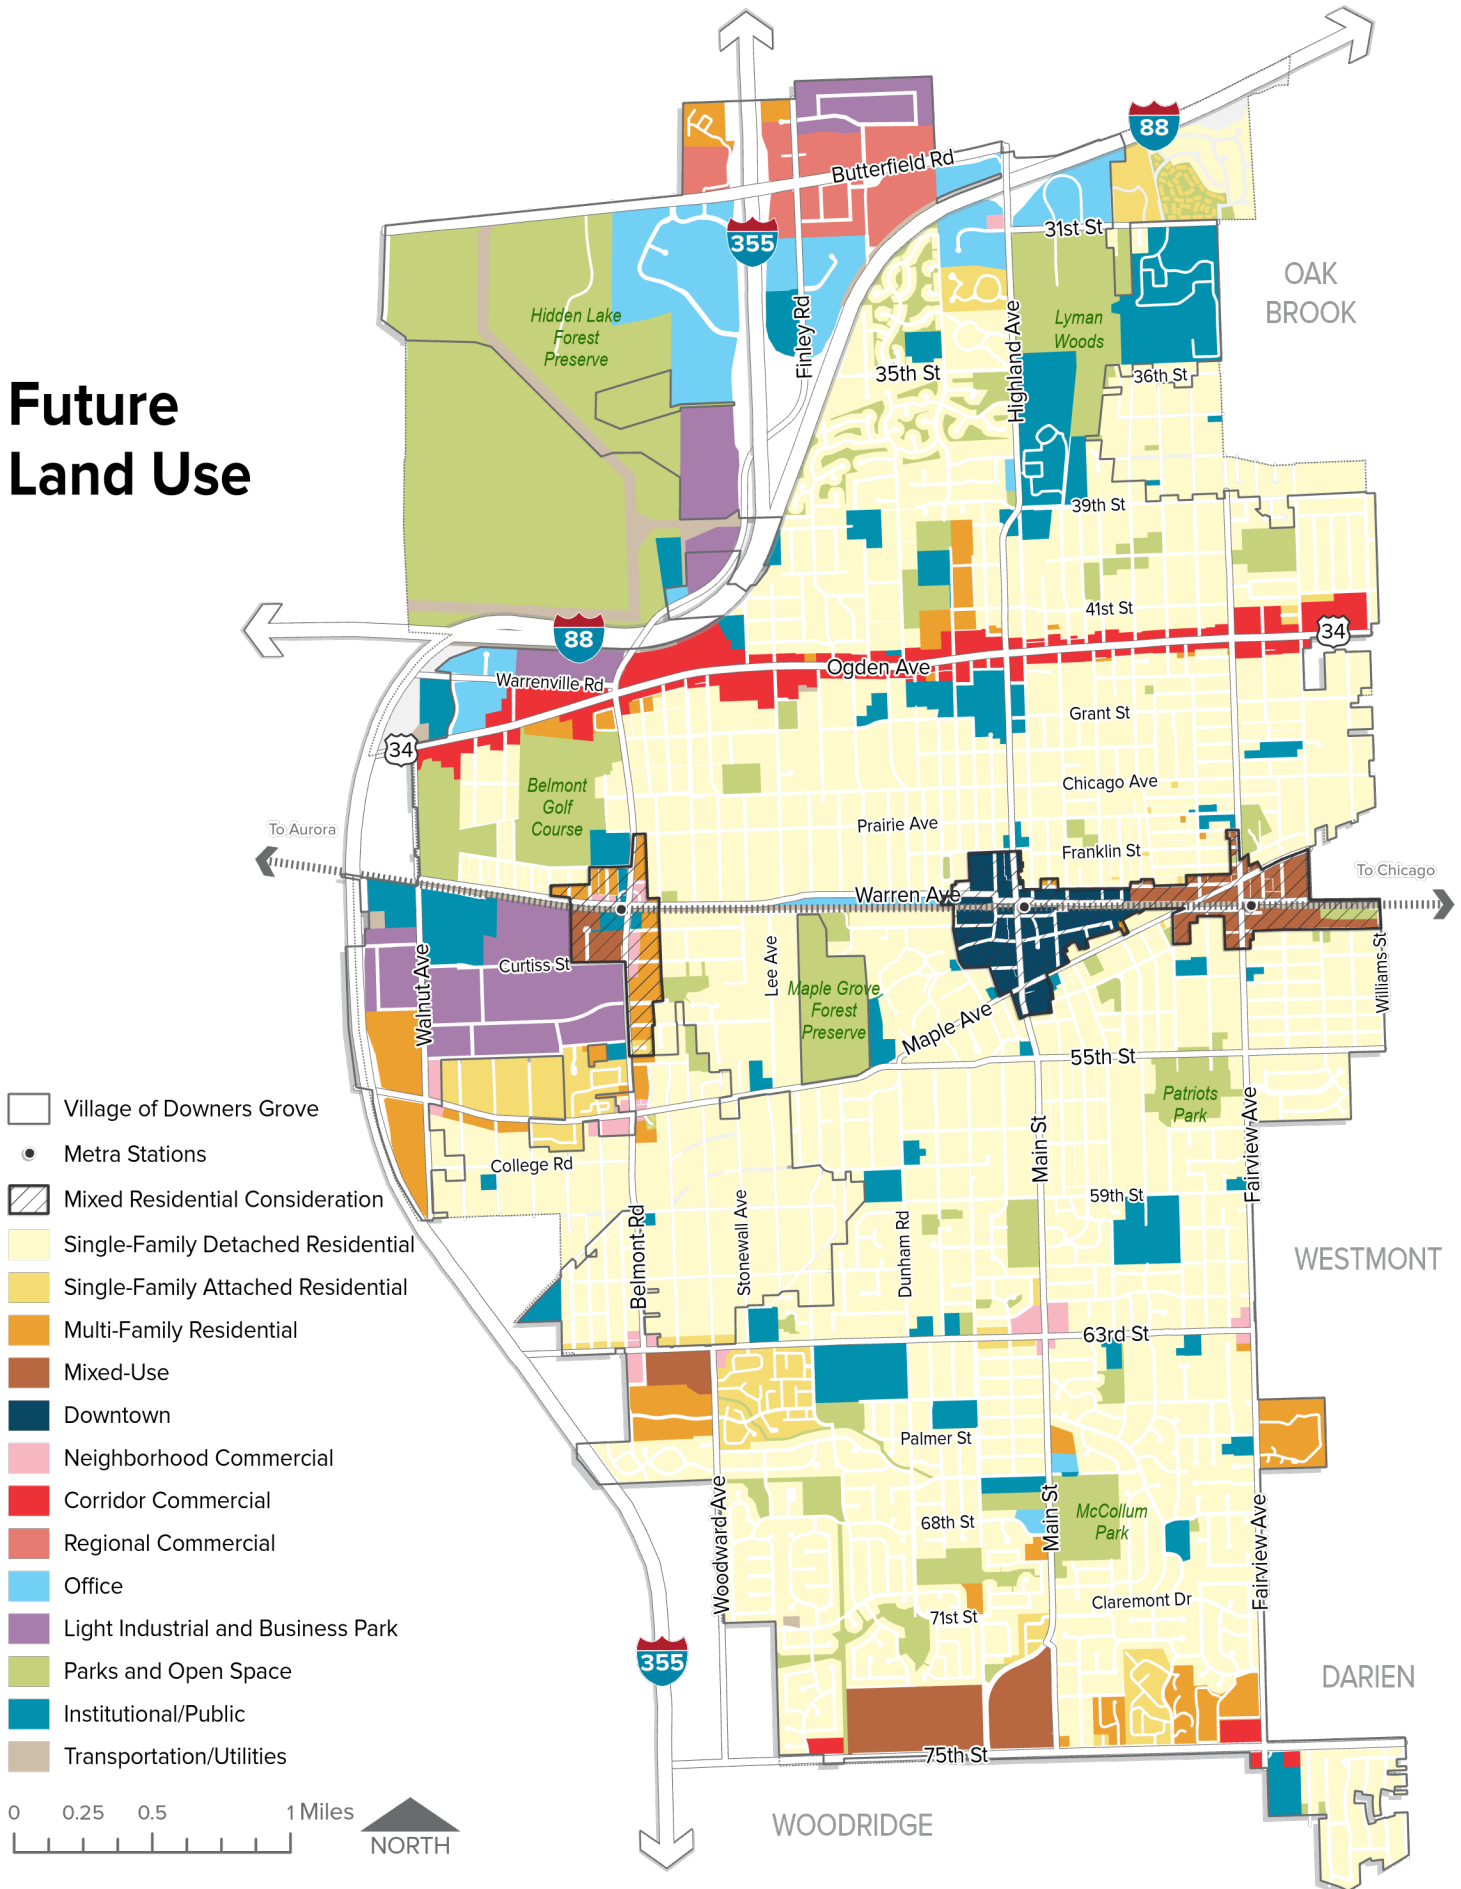 Future
Land Use
88
Butterfield Rd
355
31st St
OAK
BROOK
Hidden Lake
Forest
Preserve
Finley Rd
Highland Ave
Lyman
Woods
35th St
36th St
39th St
41st St
88
34
Ogden Ave
Warrenville Rd
Grant St
34
Belmont
Golf
Course
Chicago Ave
Prairie Ave
To Aurora
Franklin St
To Chicago
Warren Ave
Curtiss St
Walnut Ave
Lee Ave
Maple Grove
Forest
Preserve
Maple Ave
Williams St
55th St
Patriots
Park
Main St
Fairview Ave
College Rd
59th St
Belmont Rd
Stonewall Ave
Dunham Rd
WESTMONT
63rd St
Palmer St
Woodward Ave
Main St
McCollum
Park
68th St
Fairview Ave
71st St
Claremont Dr
355
DARIEN
75th St
WOODRIDGE
Village of Downers Grove
Metra Stations
Mixed Residential Consideration
Single-Family Detached Residential
Single-Family Attached Residential
Multi-Family Residential
Mixed-Use
Downtown
Neighborhood Commercial
Corridor Commercial
Regional Commercial
Office
Light Industrial and Business Park
Parks and Open Space
Institutional/Public
Transportation/Utilities
0 0.25 0.5 1 Miles
NORTH